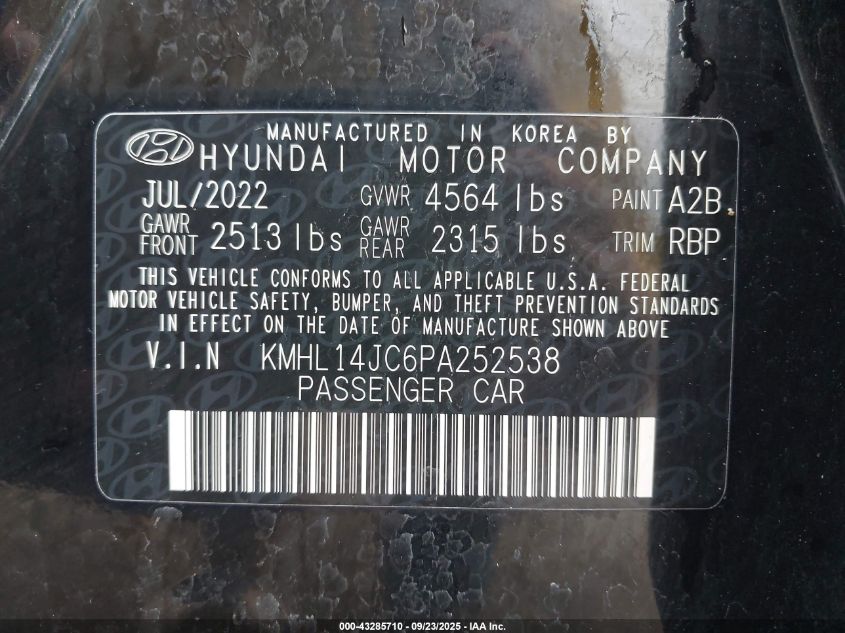 MANUFACTURED IN KOREA BY
HYUNDAI MOTOR COMPANY
JUL/2022 GVWR 4564 lbs PAINT A2B
GAWR FRONT 2513 lbs GAWR REAR 2315 lbs TRIM RBP
THIS VEHICLE CONFORMS TO ALL APPLICABLE U.S.A. FEDERAL
MOTOR VEHICLE SAFETY, BUMPER, AND THEFT PREVENTION STANDARDS
IN EFFECT ON THE DATE OF MANUFACTURE SHOWN ABOVE
V.I.N KMHL14JC6PA252538
PASSENGER CAR
000-43285710 - 09/23/2025 - IAA Inc.